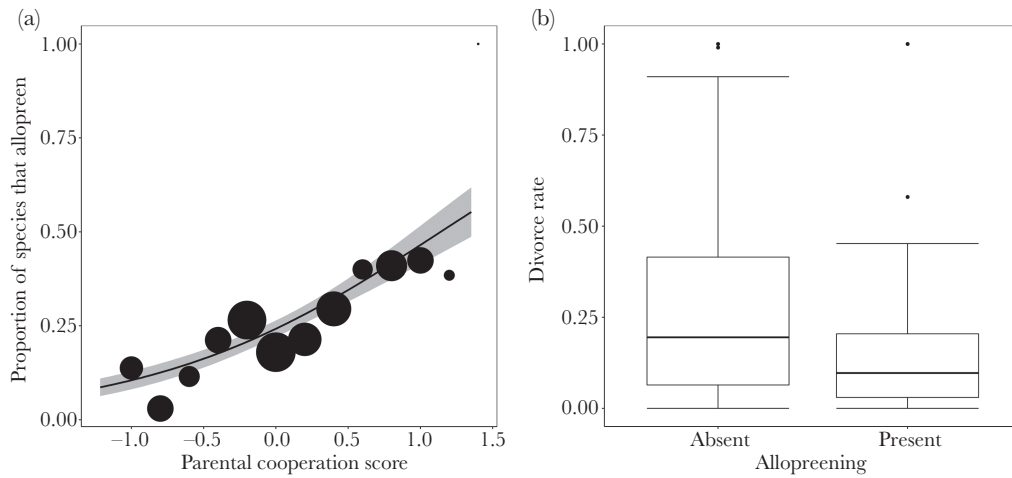 (a)
Proportion of species that allopreen
1.00
0.75
0.50
0.25
0.00
−1.0 −0.5 0.0 0.5 1.0 1.5
Parental cooperation score
(b)
Divorce rate
1.00
0.75
0.50
0.25
0.00
Absent Present
Allopreening